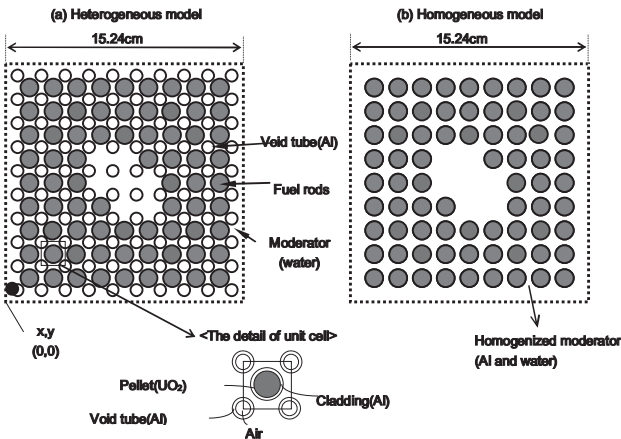 (a) Heterogeneous model
(b) Homogeneous model
15.24cm
15.24cm
Void tube(Al)
Fuel rods
Moderator
(water)
x,y
(0,0)
<The detail of unit cell>
Homogenized moderator
(Al and water)
Pellet(UO₂)
Cladding(Al)
Void tube(Al)
Air